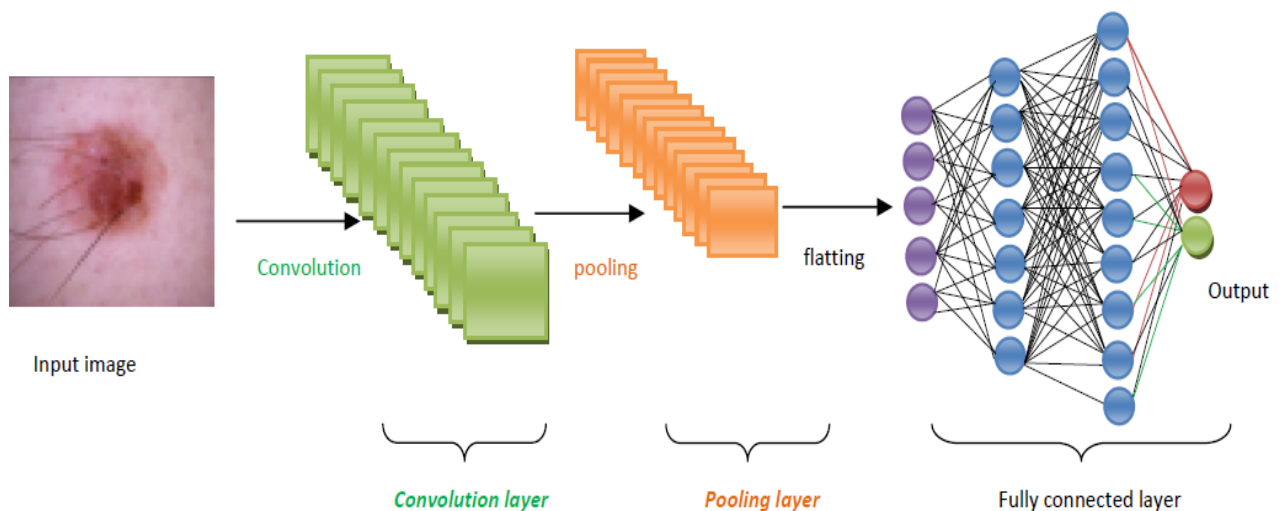 Input image
Convolution
pooling
flatting
Output
Convolution layer
Pooling layer
Fully connected layer